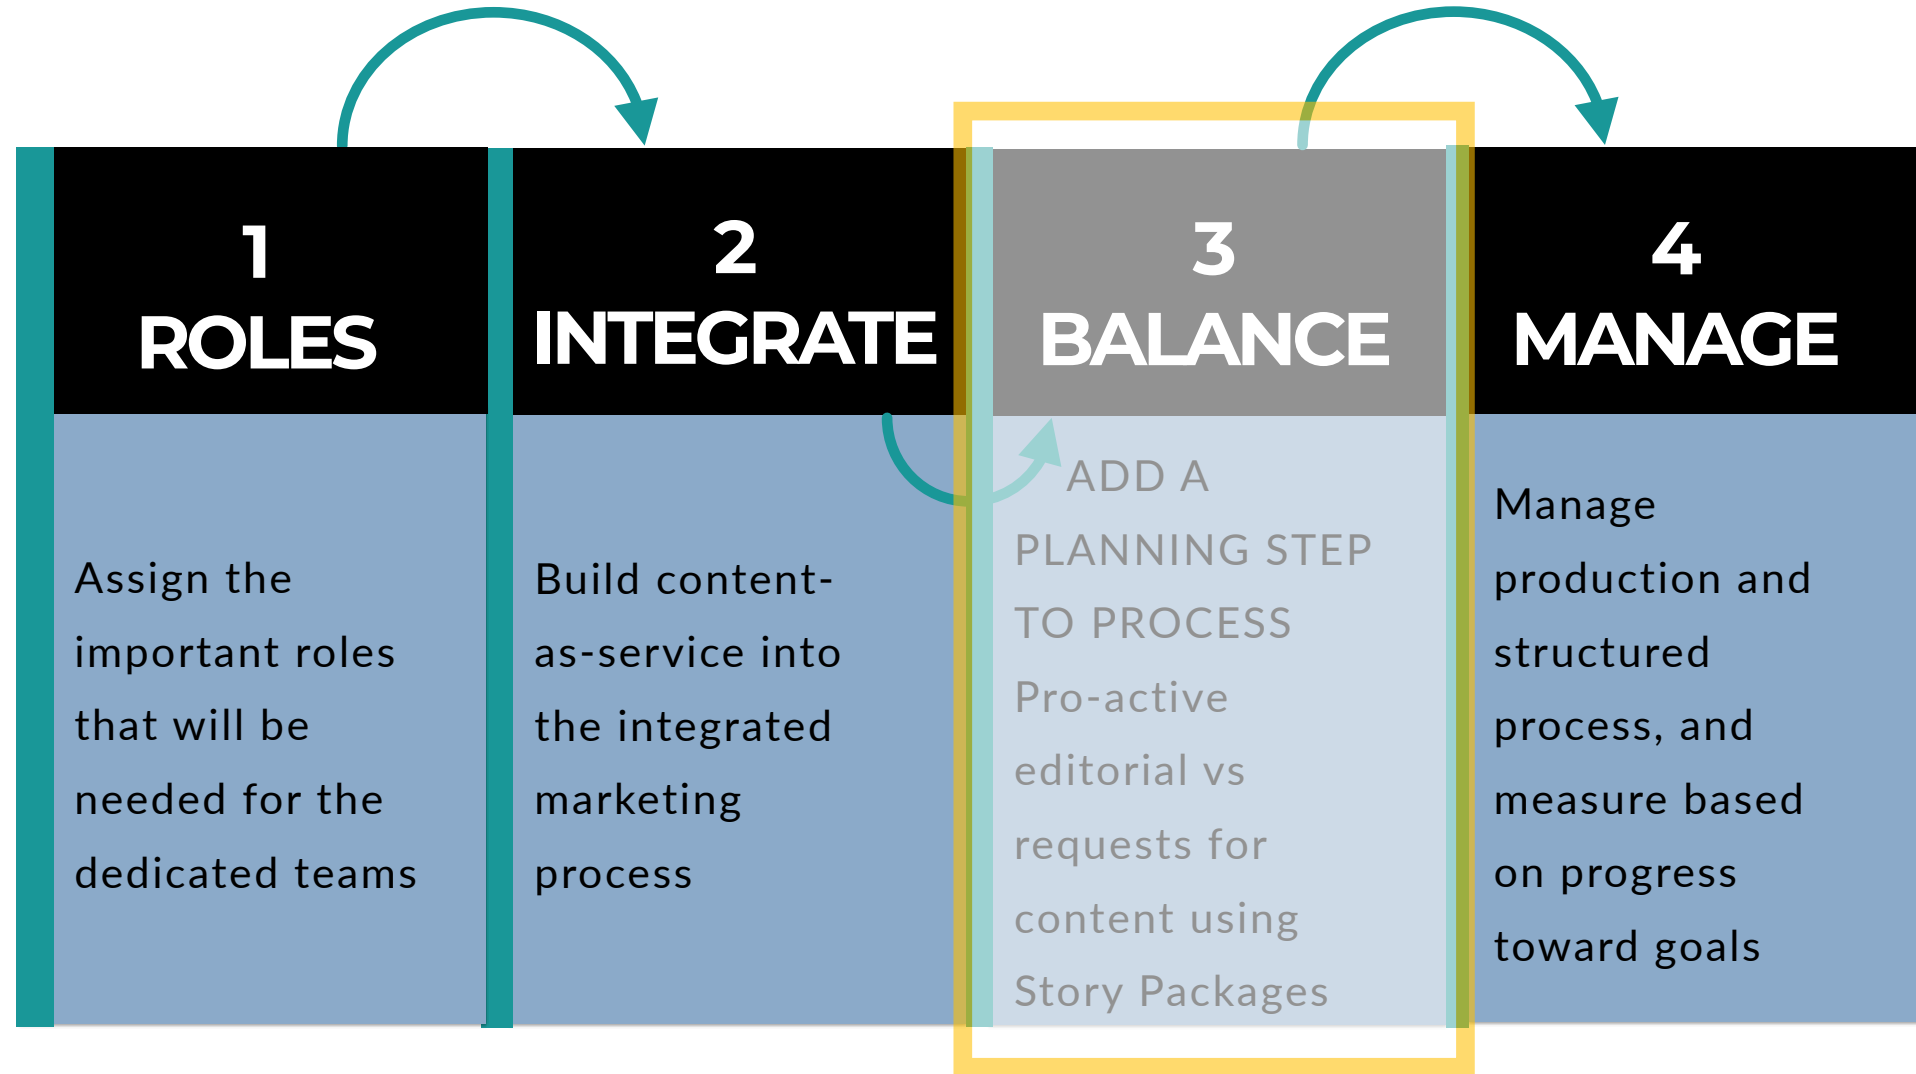 1
ROLES
Assign the
important roles
that will be
needed for the
dedicated teams
2
INTEGRATE
Build content-
as-service into
the integrated
marketing
process
3
BALANCE
ADD A
PLANNING STEP
TO PROCESS
Pro-active
editorial vs
requests for
content using
Story Packages
4
MANAGE
Manage
production and
structured
process, and
measure based
on progress
toward goals